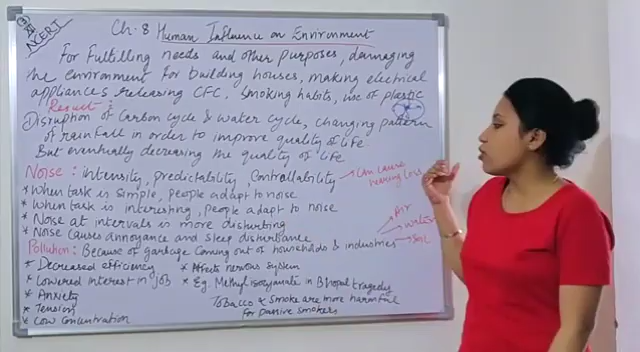 ③ XII NCERT
Ch. 8 Human Influence on Environment
For Fulfilling needs and other purposes, damaging
the environment for building houses, making electrical
appliances releasing CFC, smoking habits, use of plastic
Result:
Disruption of Carbon cycle & water cycle, changing pattern
of rainfall in order to improve quality of life
But eventually decreasing the quality of life
Noise: intensity, predictability, controllability → Can cause
hearing loss
* When task is simple, people adapt to noise
* When task is interesting, people adapt to noise
* Noise at intervals is more disturbing
* Noise causes annoyance and sleep disturbance
Pollution: Because of garbage coming out of households & industries
→ Air
→ Water
→ Soil
* Decreased efficiency
* Lowered interest in job
* Anxiety
* Tension
* Low Concentration
* Affects nervous system
* Eg. Methyl isocyanate in Bhopal tragedy
Tobacco & Smoke are more harmful
for passive smokers